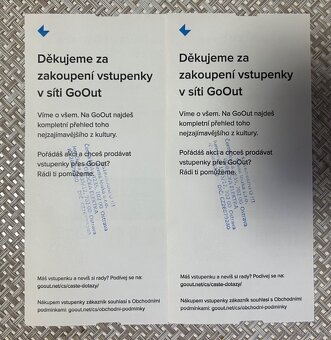 Děkujeme za
zakoupení vstupenky
v síti GoOut
Víme o všem. Na GoOut najdeš
kompletní přehled toho
nejzajímavějšího z kultury.
Pořádáš akci a chceš prodávat
vstupenky přes GoOut?
Rádi ti pomůžeme.
Máš vstupenku a nevíš si rady? Podívej se na:
goout.net/cs/caste-dotazy/
Nákupem vstupenky zákazník souhlasí s Obchodními
podmínkami: goout.net/cs/obchodni-podminky
Děkujeme za
zakoupení vstupenky
v síti GoOut
Víme o všem. Na GoOut najdeš
kompletní přehled toho
nejzajímavějšího z kultury.
Pořádáš akci a chceš prodávat
vstupenky přes GoOut?
Rádi ti pomůžeme.
Ostrava
Máš vstupenku a nevíš si rady? Podívej se na:
goout.net/cs/caste-dotazy/
Nákupem vstupenky zákazník souhlasí s Obchodními
podmínkami: goout.net/cs/obchodni-podminky